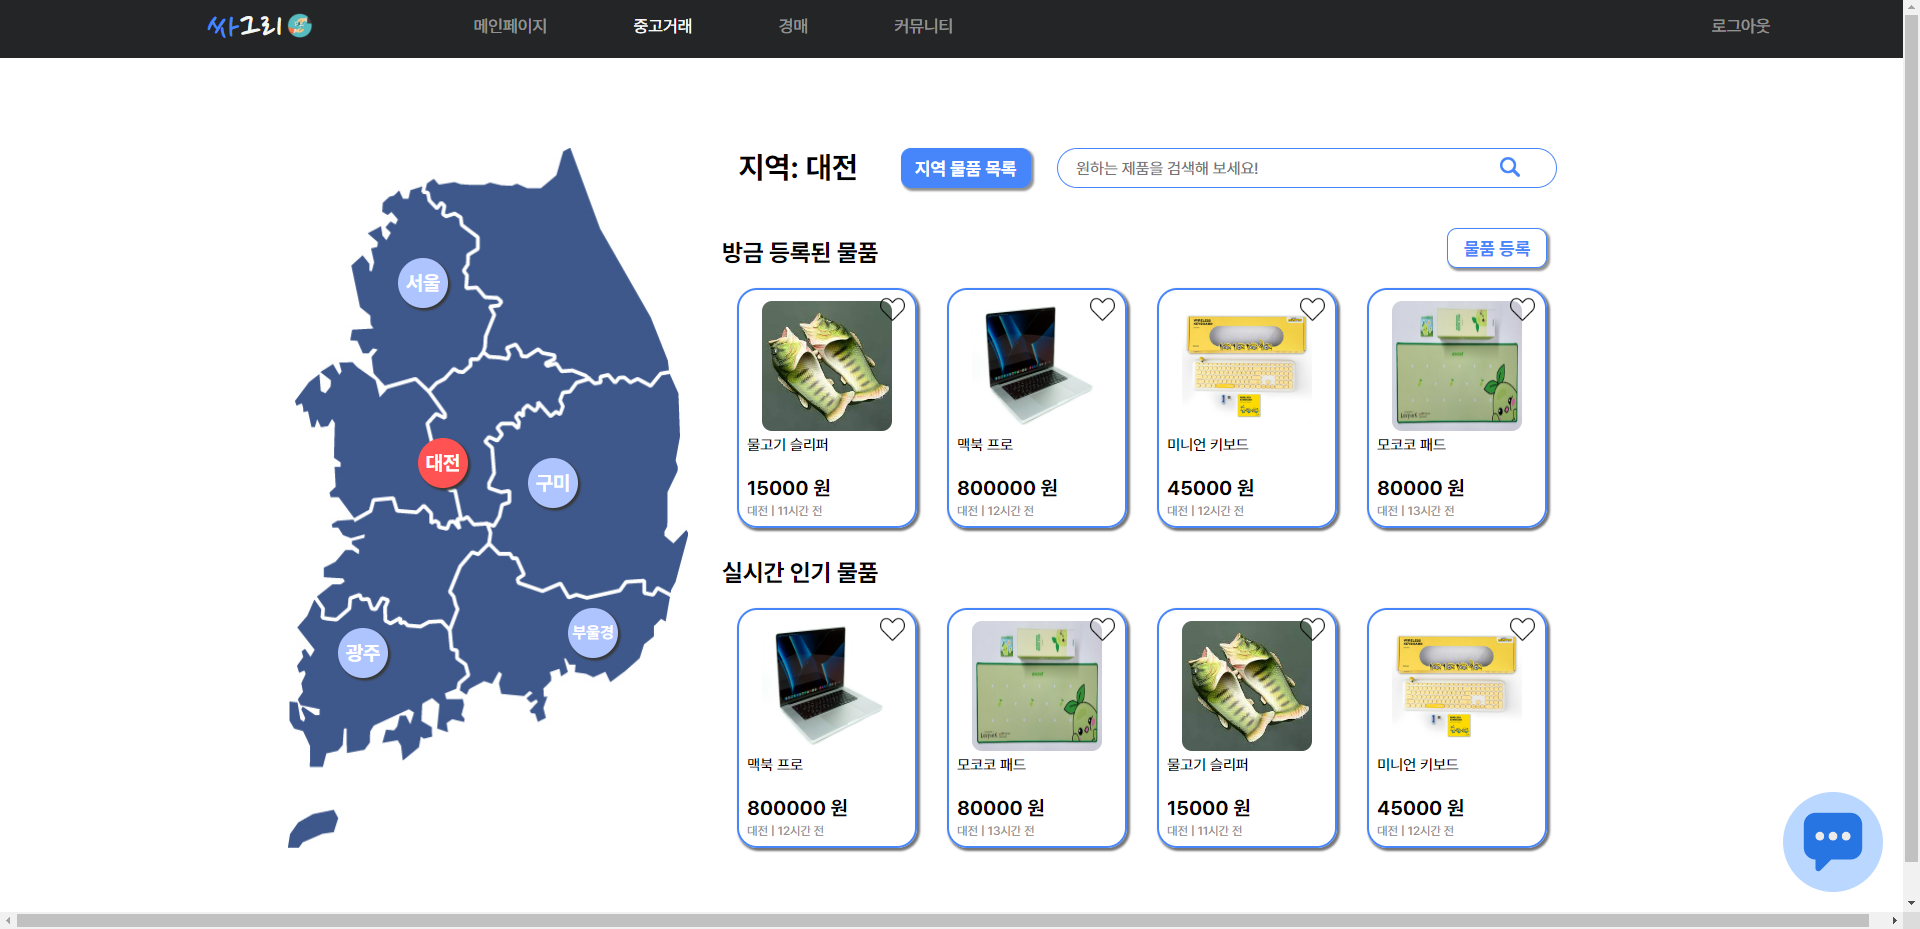 싸그리
메인페이지
중고거래
경매
커뮤니티
로그아웃
서울
대전
구미
부울경
광주
지역: 대전
지역 물품 목록
원하는 제품을 검색해 보세요!
방금 등록된 물품
물품 등록
물고기 슬리퍼
15000 원
대전 | 11시간 전
맥북 프로
800000 원
대전 | 12시간 전
미니언 키보드
45000 원
대전 | 12시간 전
모코코 패드
80000 원
대전 | 13시간 전
실시간 인기 물품
맥북 프로
800000 원
대전 | 12시간 전
모코코 패드
80000 원
대전 | 13시간 전
물고기 슬리퍼
15000 원
대전 | 11시간 전
미니언 키보드
45000 원
대전 | 12시간 전